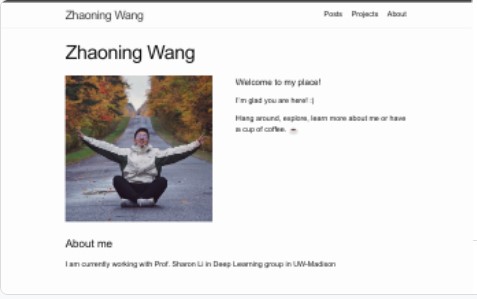 Zhaoning Wang
Posts Projects About
Zhaoning Wang
Welcome to my place!
I'm glad you are here! :)
Hang around, explore, learn more about me or have
a cup of coffee. ☕
About me
I am currently working with Prof. Sharon Li in Deep Learning group in UW-Madison